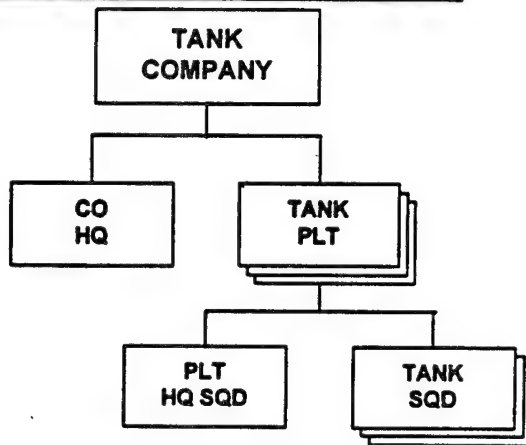 TANK
COMPANY
CO
HQ
TANK
PLT
PLT
HQ SQD
TANK
SQD